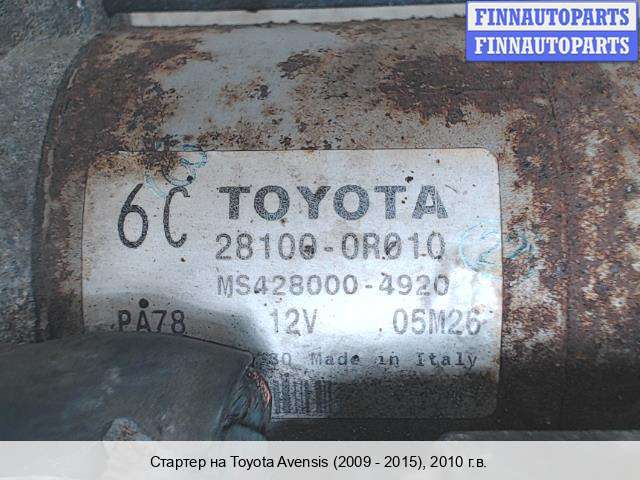 FINNAUTOPARTS
FINNAUTOPARTS
6C TOYOTA
28100-0R010
MS428000-4920
PA78 12V 05M26
Made in Italy
Стартер на Toyota Avensis (2009 - 2015), 2010 г.в.